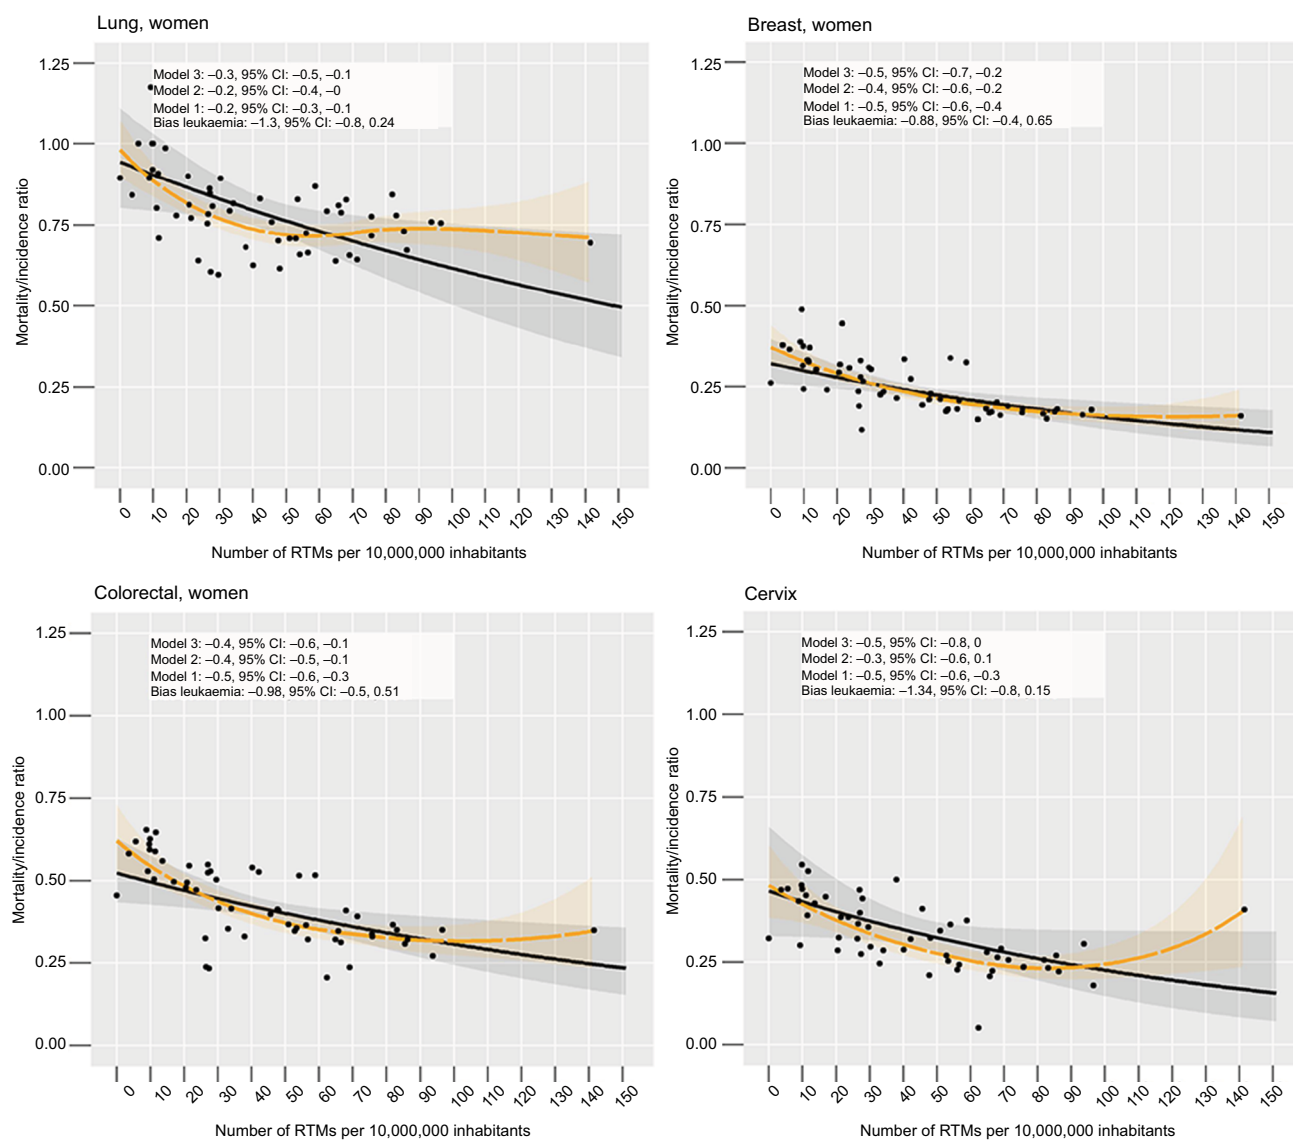 Lung, women
Mortality/incidence ratio
1.25
1.00
0.75
0.50
0.25
0.00
Model 3: –0.3, 95% CI: –0.5, –0.1
Model 2: –0.2, 95% CI: –0.4, –0
Model 1: –0.2, 95% CI: –0.3, –0.1
Bias leukaemia: –1.3, 95% CI: –0.8, 0.24
0 10 20 30 40 50 60 70 80 90 100 110 120 130 140 150
Number of RTMs per 10,000,000 inhabitants
Breast, women
Mortality/incidence ratio
1.25
1.00
0.75
0.50
0.25
0.00
Model 3: –0.5, 95% CI: –0.7, –0.2
Model 2: –0.4, 95% CI: –0.6, –0.2
Model 1: –0.5, 95% CI: –0.6, –0.4
Bias leukaemia: –0.88, 95% CI: –0.4, 0.65
0 10 20 30 40 50 60 70 80 90 100 110 120 130 140 150
Number of RTMs per 10,000,000 inhabitants
Colorectal, women
Mortality/incidence ratio
1.25
1.00
0.75
0.50
0.25
0.00
Model 3: –0.4, 95% CI: –0.6, –0.1
Model 2: –0.4, 95% CI: –0.5, –0.1
Model 1: –0.5, 95% CI: –0.6, –0.3
Bias leukaemia: –0.98, 95% CI: –0.5, 0.51
0 10 20 30 40 50 60 70 80 90 100 110 120 130 140 150
Number of RTMs per 10,000,000 inhabitants
Cervix
Mortality/incidence ratio
1.25
1.00
0.75
0.50
0.25
0.00
Model 3: –0.5, 95% CI: –0.8, 0
Model 2: –0.3, 95% CI: –0.6, 0.1
Model 1: –0.5, 95% CI: –0.6, –0.3
Bias leukaemia: –1.34, 95% CI: –0.8, 0.15
0 10 20 30 40 50 60 70 80 90 100 110 120 130 140 150
Number of RTMs per 10,000,000 inhabitants